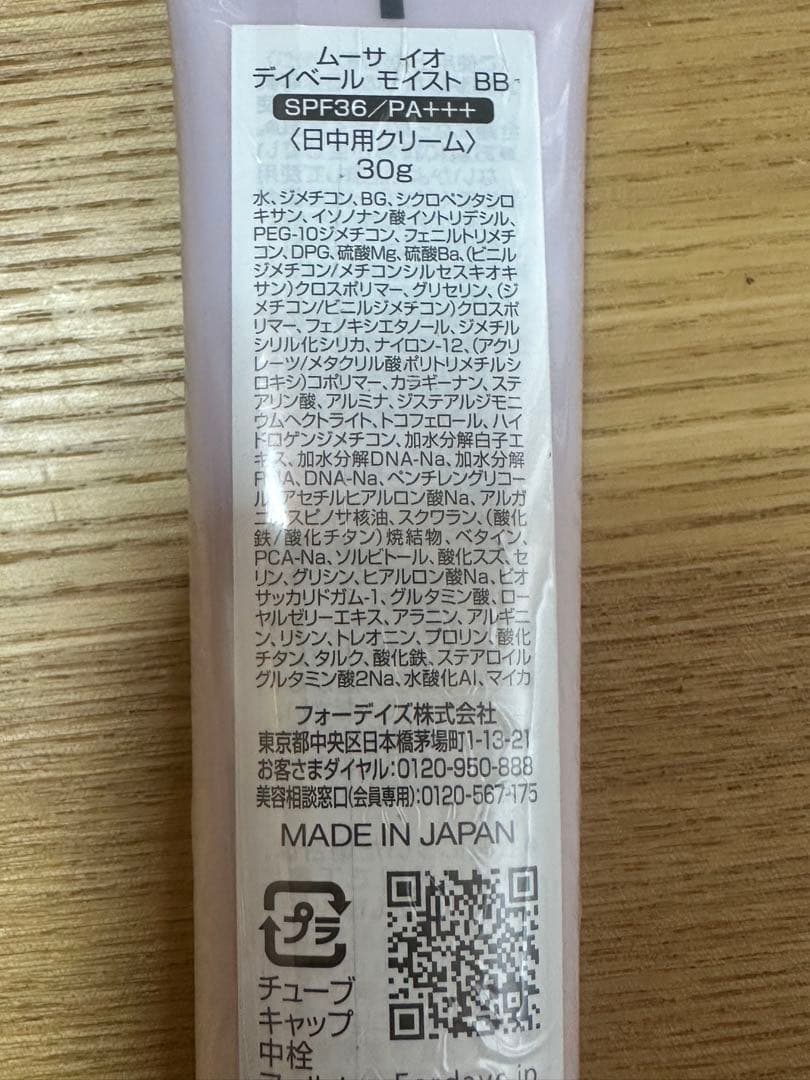 ムーサ イオ
デイベール モイスト BB
SPF36/PA+++
〈日中用クリーム〉
30g
水、ジメチコン、BG、シクロペンタシロ
キサン、イソノナン酸イソトリデシル、
PEG-10ジメチコン、フェニルトリメチ
コン、DPG、硫酸Mg、硫酸Ba、(ビニル
ジメチコン/メチコンシルセスキオキ
サン)クロスポリマー、グリセリン、(ジ
メチコン/ビニルジメチコン)クロスポ
リマー、フェノキシエタノール、ジメチル
シリル化シリカ、ナイロン-12、(アクリ
レーツ/メタクリル酸ポリトリメチルシ
ロキシ)コポリマー、カラギーナン、ステ
アリン酸、アルミナ、ジステアルジモニ
ウムヘクトライト、トコフェロール、ハイ
ドロゲンジメチコン、加水分解白子エ
キス、加水分解DNA-Na、加水分解
RNA、DNA-Na、ペンチレングリコー
ル、アセチルヒアルロン酸Na、アルガ
ニアスピノサ核油、スクワラン、(酸化
鉄/酸化チタン)焼結物、ベタイン、
PCA-Na、ソルビトール、酸化スズ、セ
リン、グリシン、ヒアルロン酸Na、ビオ
サッカリドガム-1、グルタミン酸、ロー
ヤルゼリーエキス、アラニン、アルギニ
ン、リシン、トレオニン、プロリン、酸化
チタン、タルク、酸化鉄、ステアロイル
グルタミン酸2Na、水酸化Al、マイカ
フォーデイズ株式会社
東京都中央区日本橋茅場町1-13-21
お客さまダイヤル:0120-950-888
美容相談窓口(会員専用):0120-567-175
MADE IN JAPAN
プラ
チューブ
キャップ
中栓